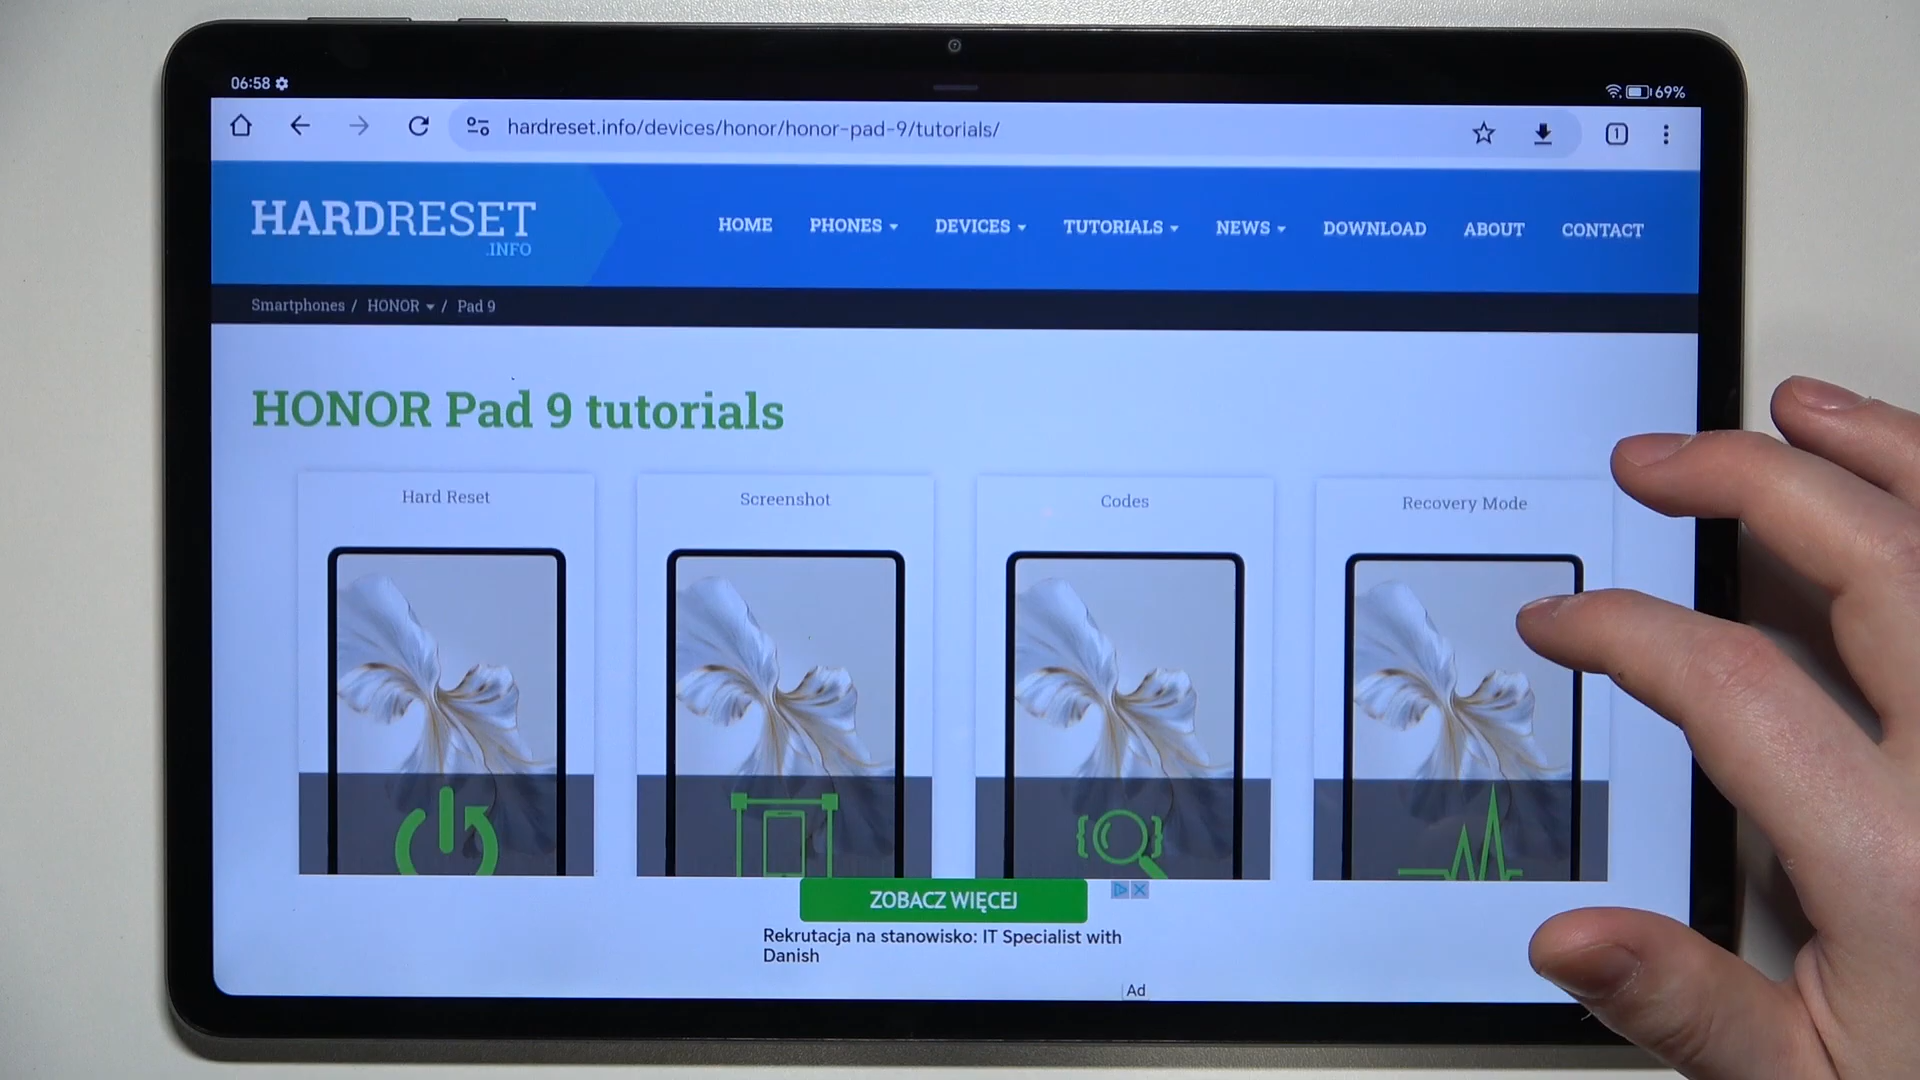 06:58
69%
hardreset.info/devices/honor/honor-pad-9/tutorials/
1
HARDRESET
.INFO
HOME PHONES DEVICES TUTORIALS NEWS DOWNLOAD ABOUT CONTACT
Smartphones / HONOR / Pad 9
HONOR Pad 9 tutorials
Hard Reset
Screenshot
Codes
Recovery Mode
ZOBACZ WIĘCEJ
Rekrutacja na stanowisko: IT Specialist with
Danish
Ad